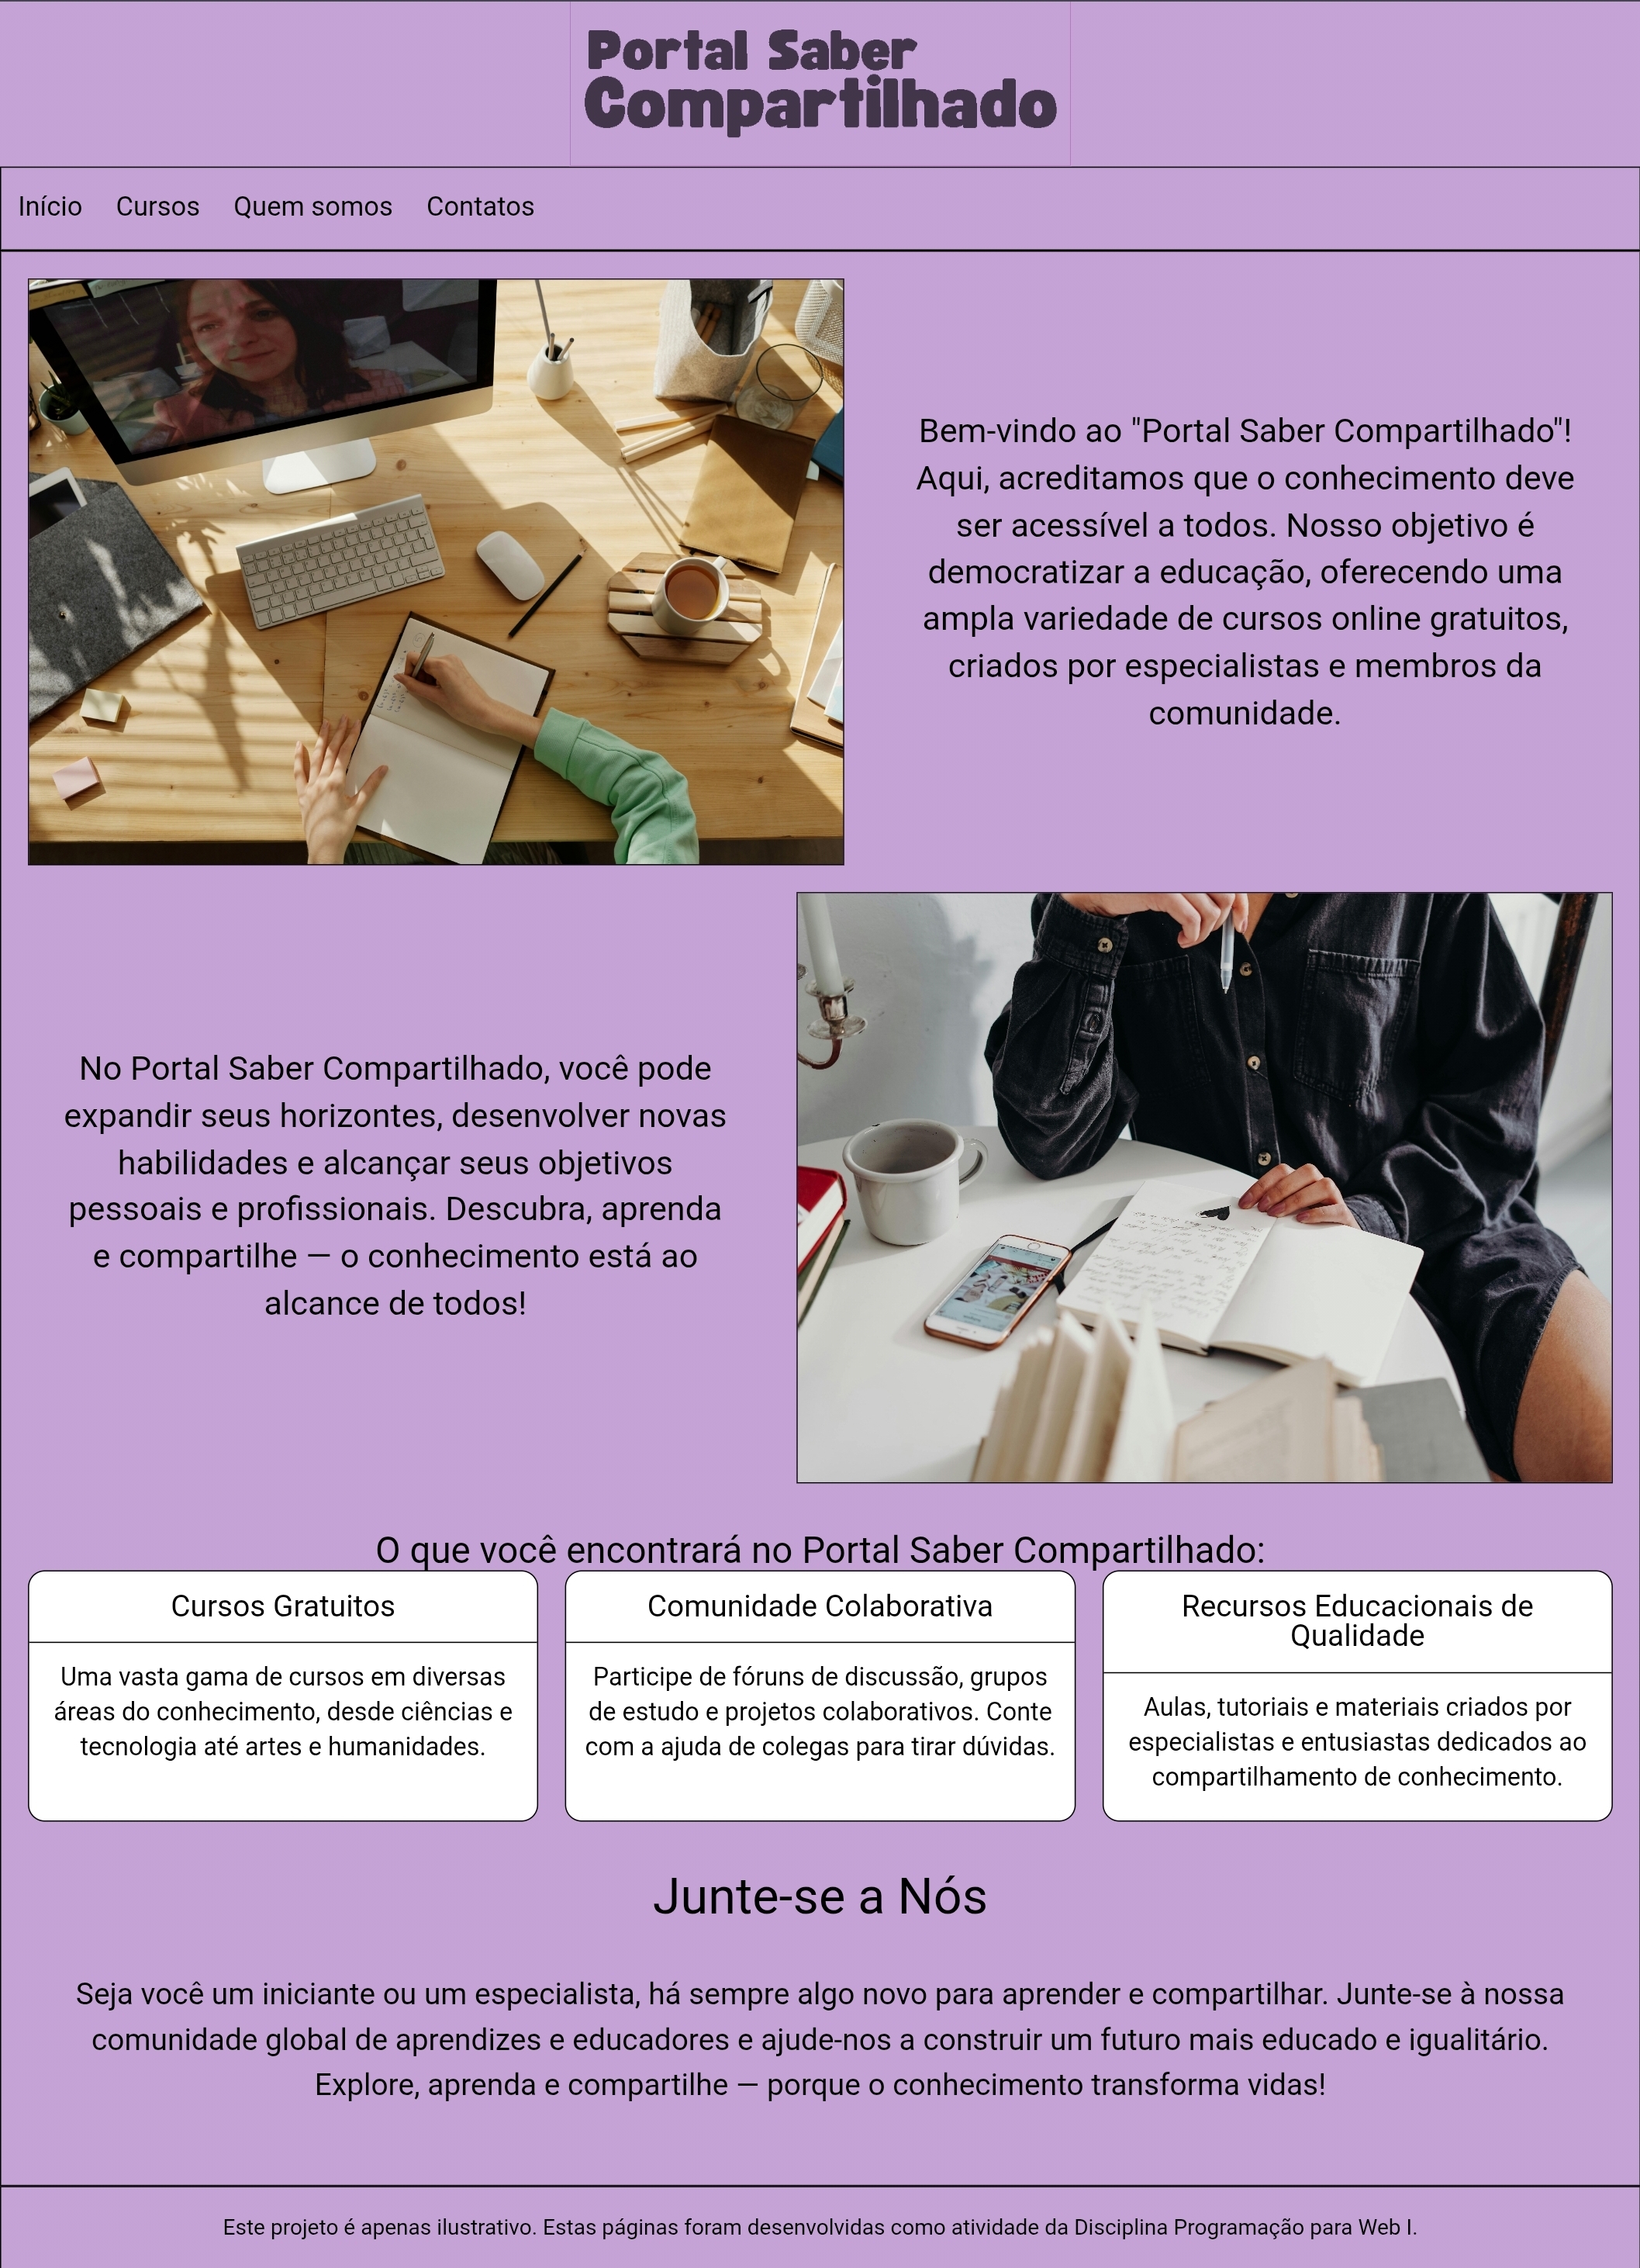 Portal Saber
Compartilhado
Início Cursos Quem somos Contatos
Bem-vindo ao "Portal Saber Compartilhado"!
Aqui, acreditamos que o conhecimento deve
ser acessível a todos. Nosso objetivo é
democratizar a educação, oferecendo uma
ampla variedade de cursos online gratuitos,
criados por especialistas e membros da
comunidade.
No Portal Saber Compartilhado, você pode
expandir seus horizontes, desenvolver novas
habilidades e alcançar seus objetivos
pessoais e profissionais. Descubra, aprenda
e compartilhe — o conhecimento está ao
alcance de todos!
O que você encontrará no Portal Saber Compartilhado:
Cursos Gratuitos
Uma vasta gama de cursos em diversas
áreas do conhecimento, desde ciências e
tecnologia até artes e humanidades.
Comunidade Colaborativa
Participe de fóruns de discussão, grupos
de estudo e projetos colaborativos. Conte
com a ajuda de colegas para tirar dúvidas.
Recursos Educacionais de
Qualidade
Aulas, tutoriais e materiais criados por
especialistas e entusiastas dedicados ao
compartilhamento de conhecimento.
Junte-se a Nós
Seja você um iniciante ou um especialista, há sempre algo novo para aprender e compartilhar. Junte-se à nossa
comunidade global de aprendizes e educadores e ajude-nos a construir um futuro mais educado e igualitário.
Explore, aprenda e compartilhe — porque o conhecimento transforma vidas!
Este projeto é apenas ilustrativo. Estas páginas foram desenvolvidas como atividade da Disciplina Programação para Web I.